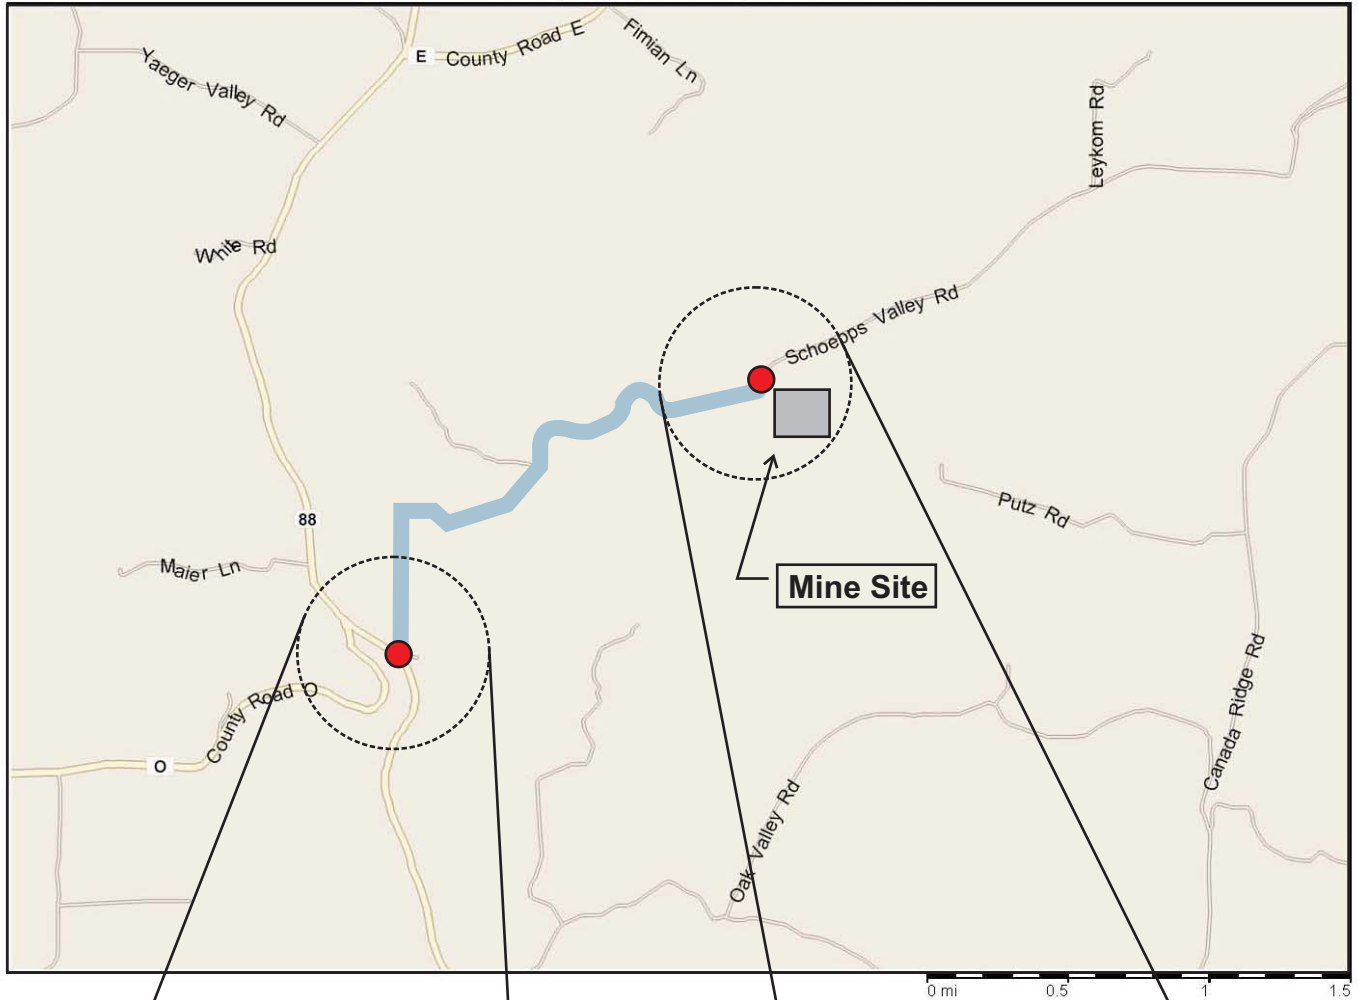 E County Road E
Fimian Ln
Yaeger Valley Rd
Leykom Rd
White Rd
Schoepps Valley Rd
88
Putz Rd
Maier Ln
Mine Site
County Road O
O
Canada Ridge Rd
Oak Valley Rd
0 mi 0.5 1 1.5